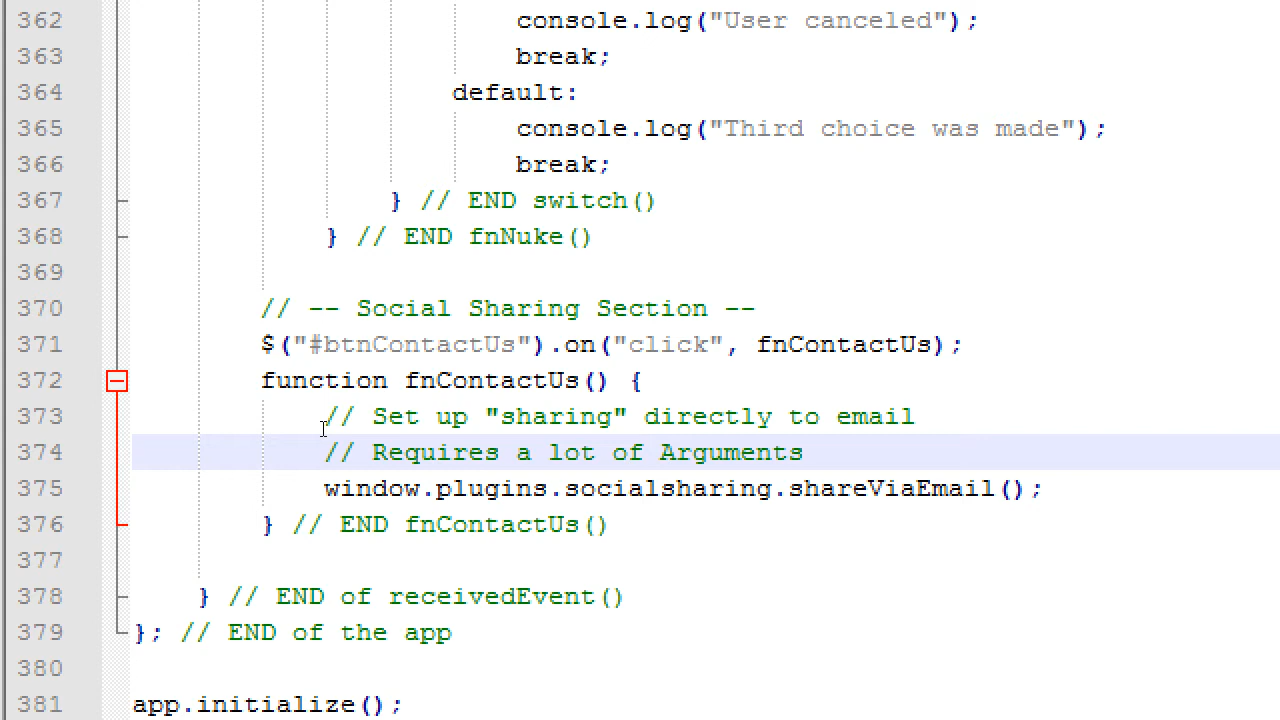 362 console.log("User canceled");
363 break;
364 default:
365 console.log("Third choice was made");
366 break;
367 } // END switch()
368 } // END fnNuke()
369
370 // -- Social Sharing Section --
371 $("#btnContactUs").on("click", fnContactUs);
372 function fnContactUs() {
373 // Set up "sharing" directly to email
374 // Requires a lot of Arguments
375 window.plugins.socialsharing.shareViaEmail();
376 } // END fnContactUs()
377
378 } // END of receivedEvent()
379 }; // END of the app
380
381 app.initialize();